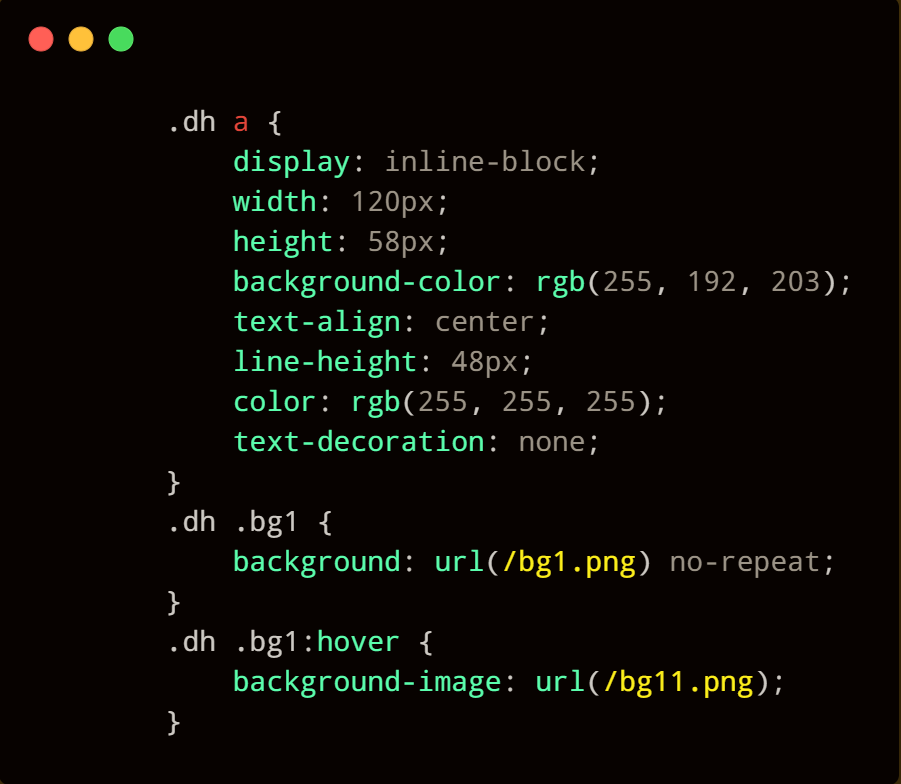 .dh a {
    display: inline-block;
    width: 120px;
    height: 58px;
    background-color: rgb(255, 192, 203);
    text-align: center;
    line-height: 48px;
    color: rgb(255, 255, 255);
    text-decoration: none;
}
.dh .bg1 {
    background: url(/bg1.png) no-repeat;
}
.dh .bg1:hover {
    background-image: url(/bg11.png);
}